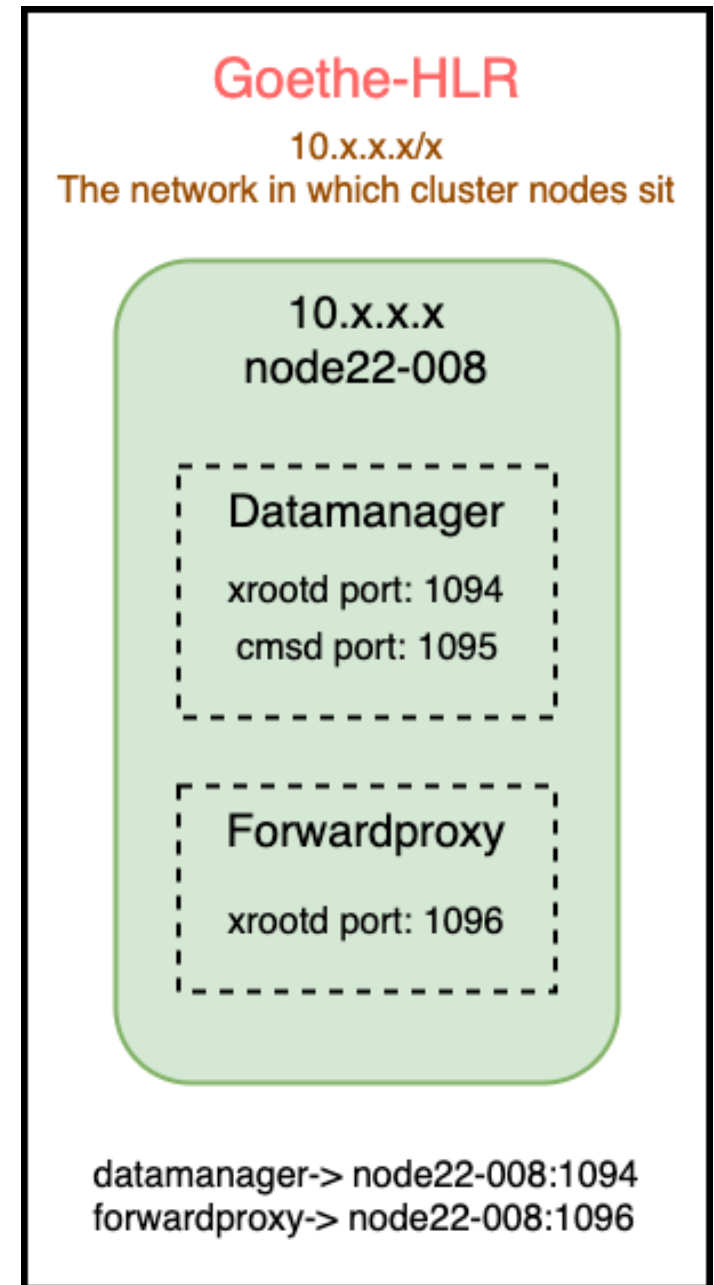 Goethe-HLR
10.x.x.x/x
The network in which cluster nodes sit
10.x.x.x
node22-008
Datamanager
xrootd port: 1094
cmsd port: 1095
Forwardproxy
xrootd port: 1096
datamanager-> node22-008:1094
forwardproxy-> node22-008:1096